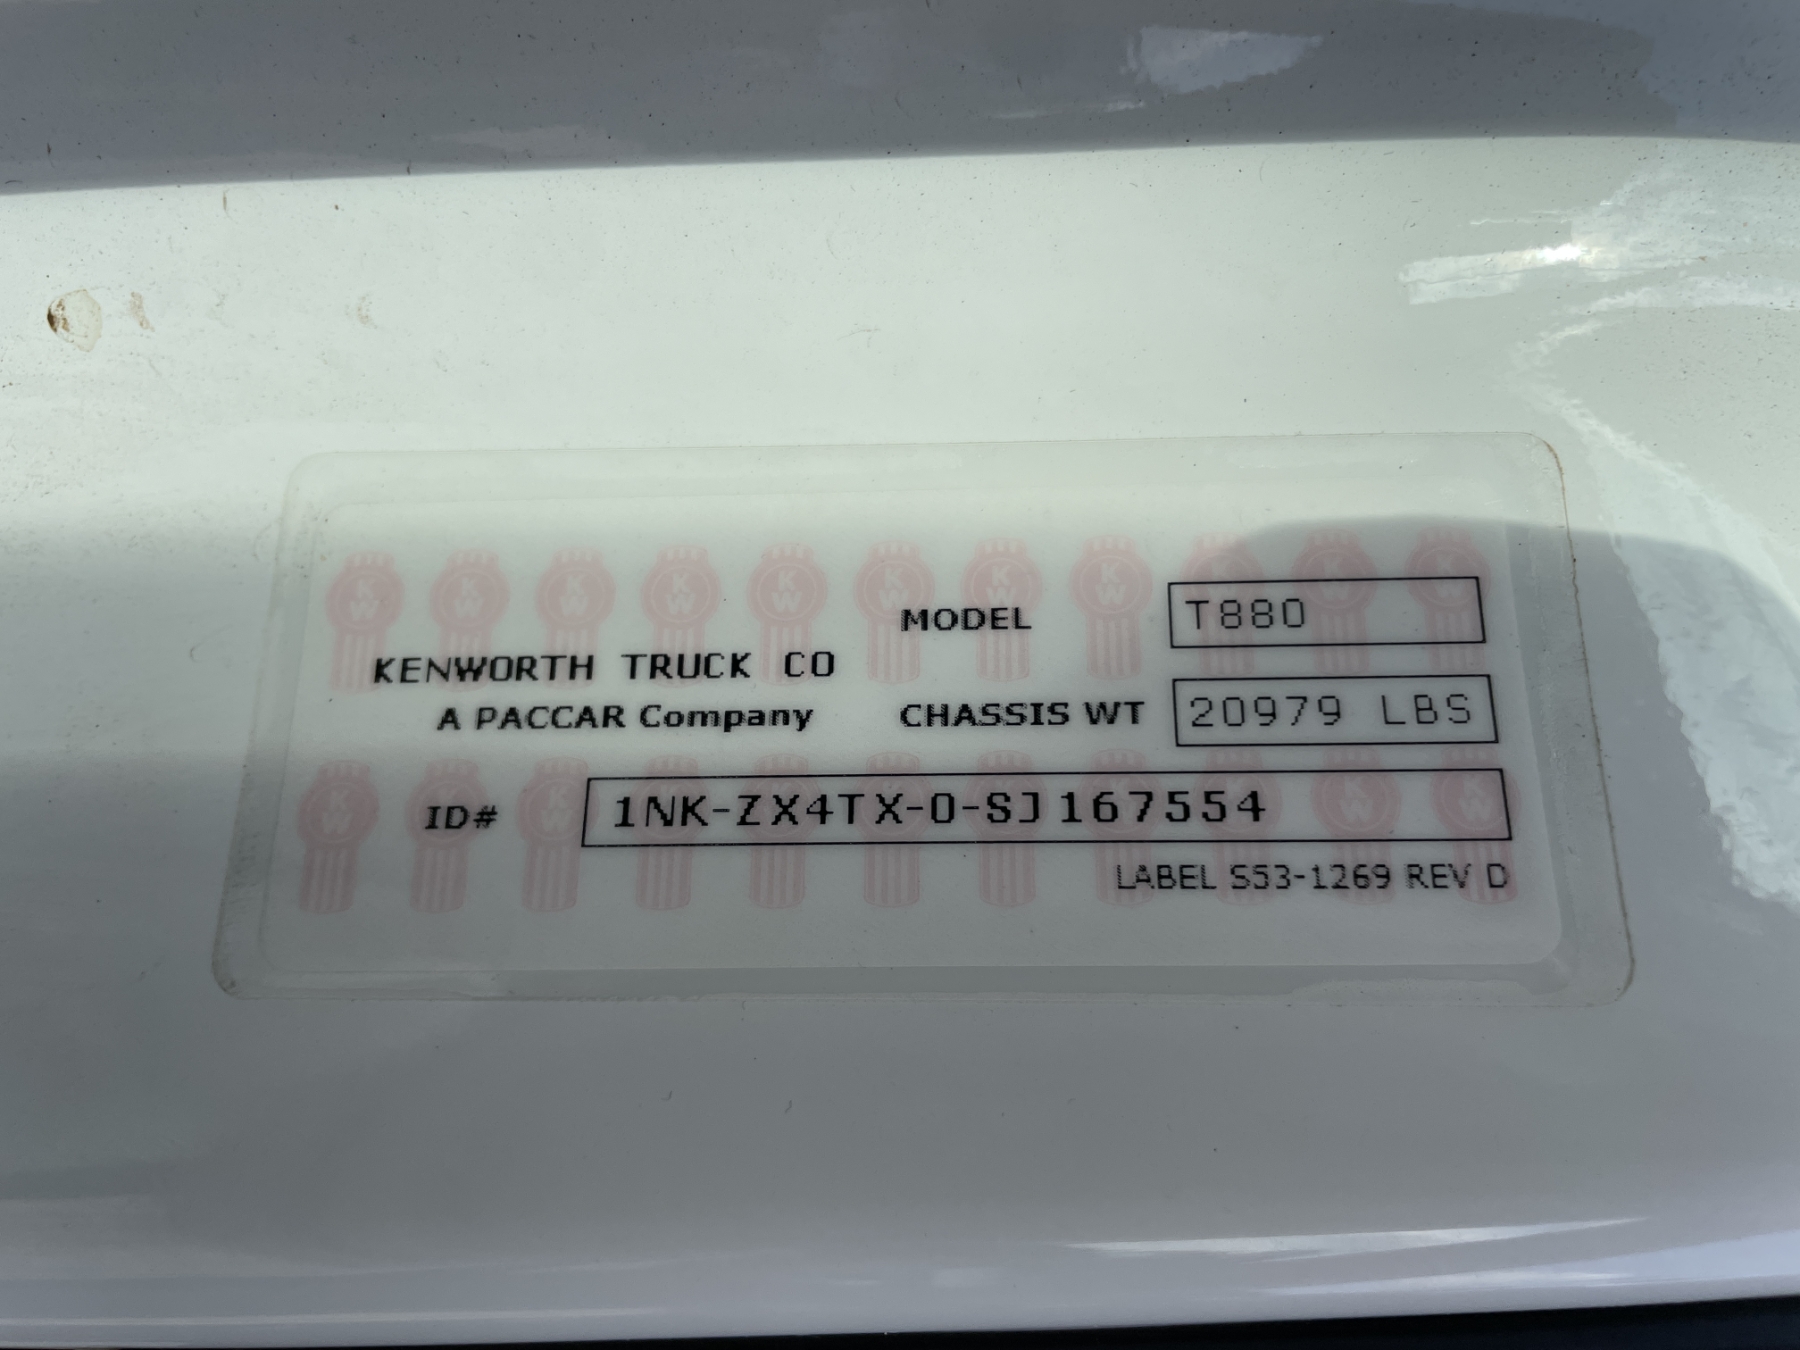 MODEL T880
KENWORTH TRUCK CO
A PACCAR Company
CHASSIS WT 20979 LBS
ID# 1NK-ZX4TX-0-SJ167554
LABEL S53-1269 REV D